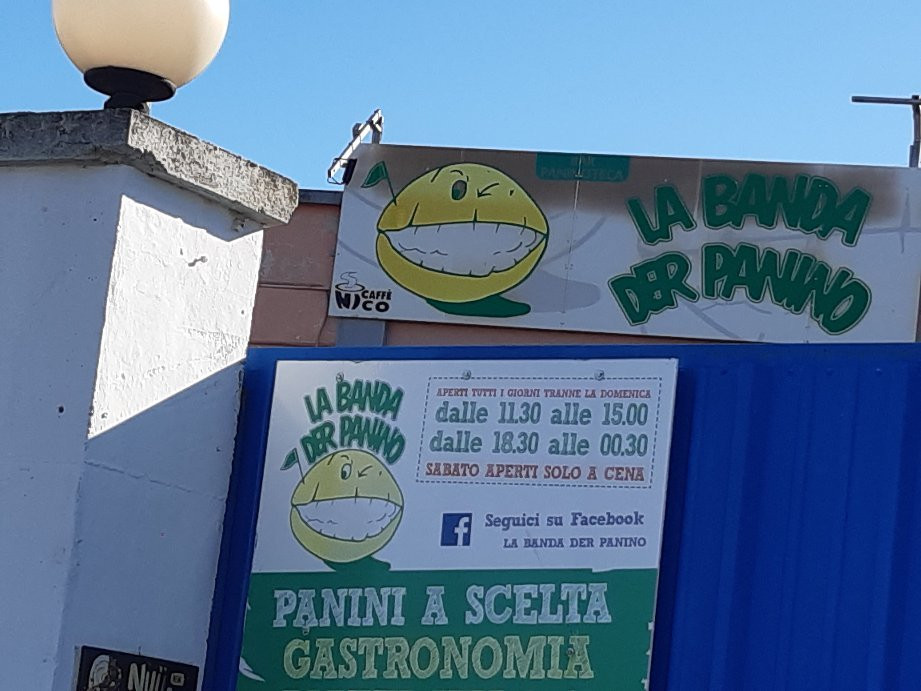 BAR
PANINOTECA
LA BANDA
DER PANINO
CAFFÈ
NICO
LA BANDA
DER PANINO
APERTI TUTTI I GIORNI TRANNE LA DOMENICA
dalle 11.30 alle 15.00
dalle 18.30 alle 00.30
SABATO APERTI SOLO A CENA
f
Seguici su Facebook
LA BANDA DER PANINO
PANINI A SCELTA
GASTRONOMIA